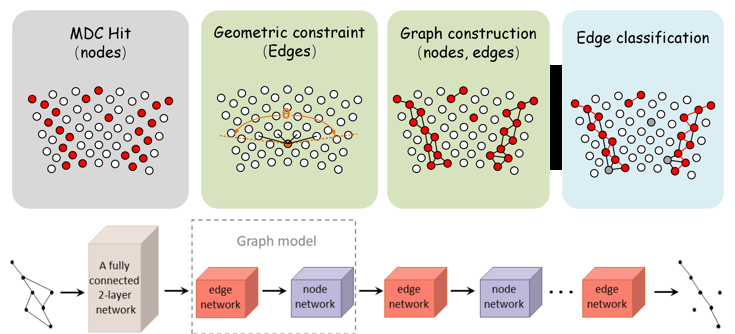 MDC Hit
(nodes)
Geometric constraint
(Edges)
θ
Graph construction
(nodes, edges)
Edge classification
Graph model
A fully
connected
2-layer
network
edge
network
node
network
edge
network
node
network
edge
network